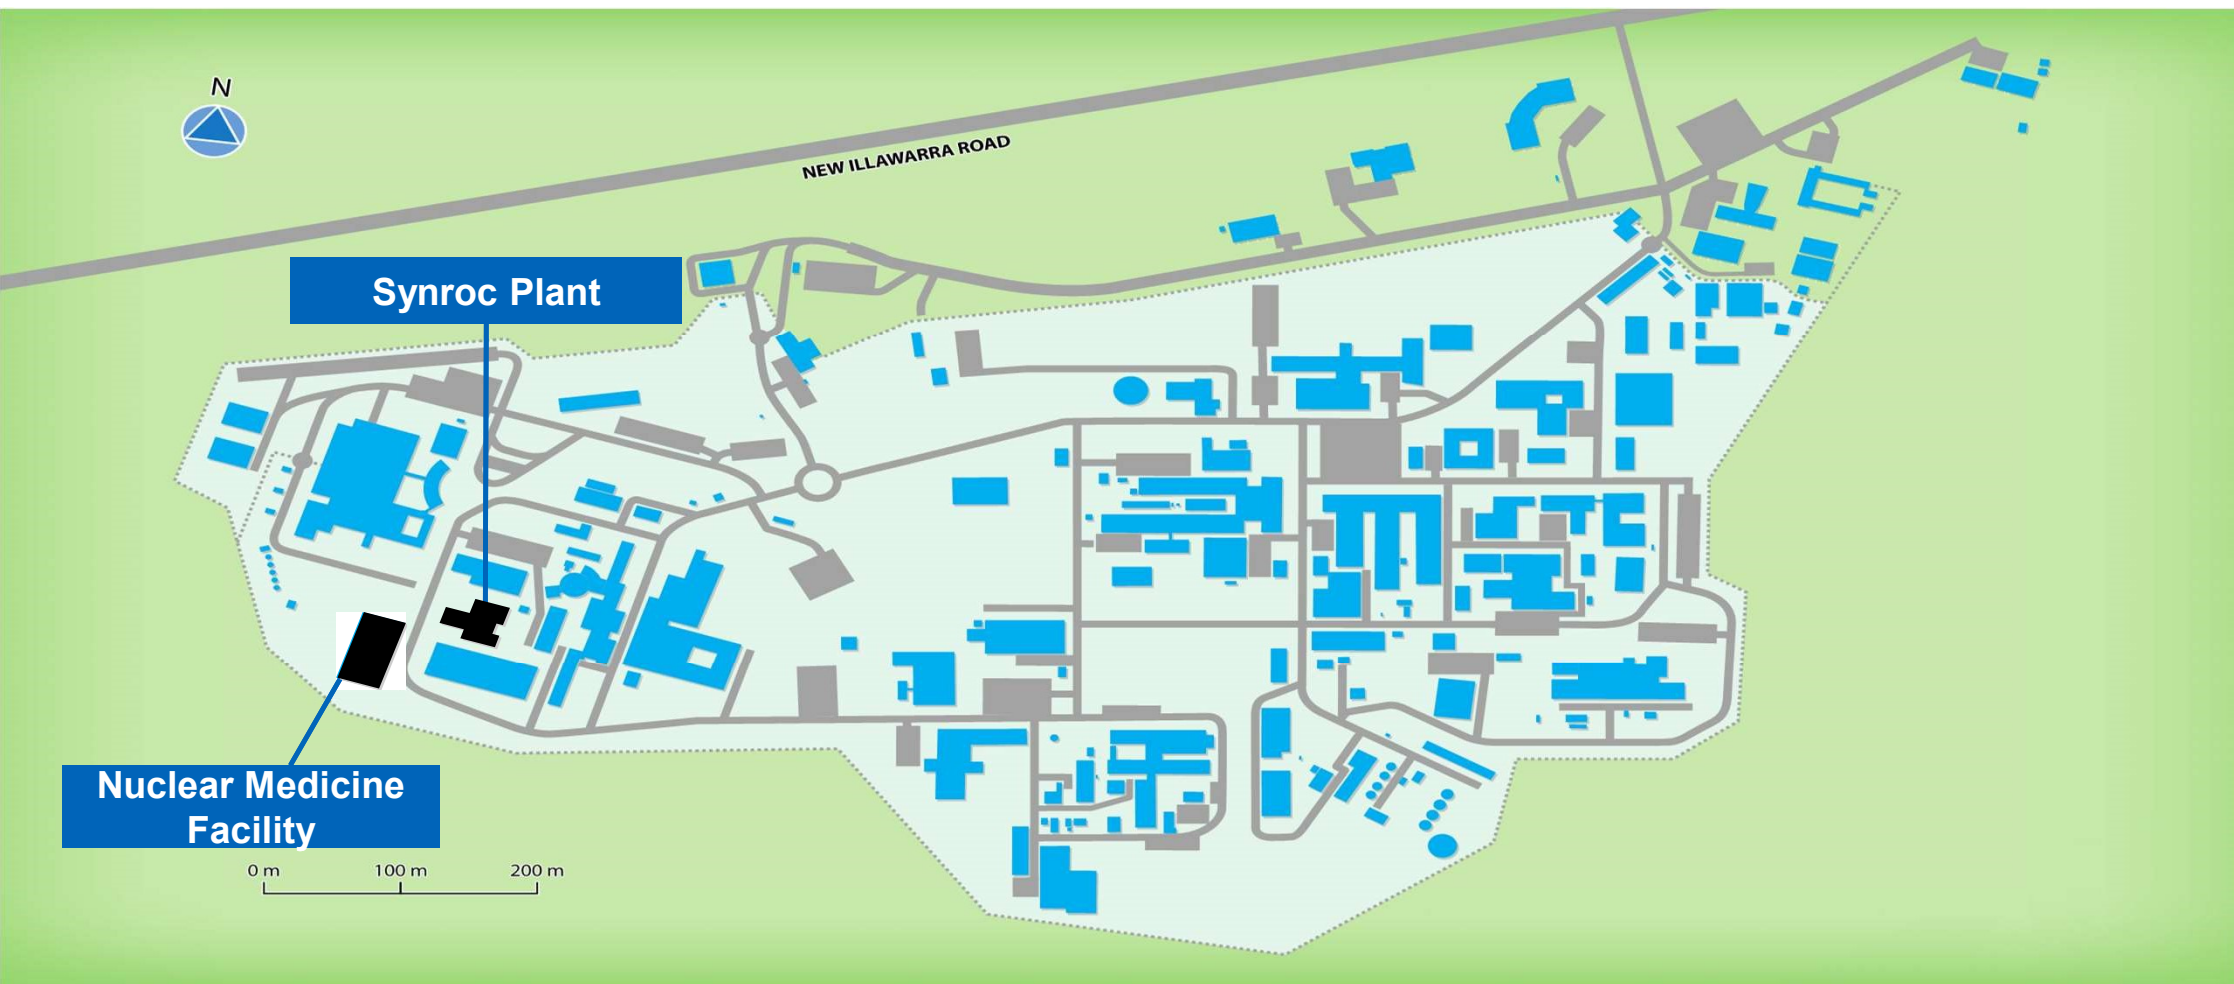 N
NEW ILLAWARRA ROAD
Synroc Plant
Nuclear Medicine
Facility
0 m 100 m 200 m